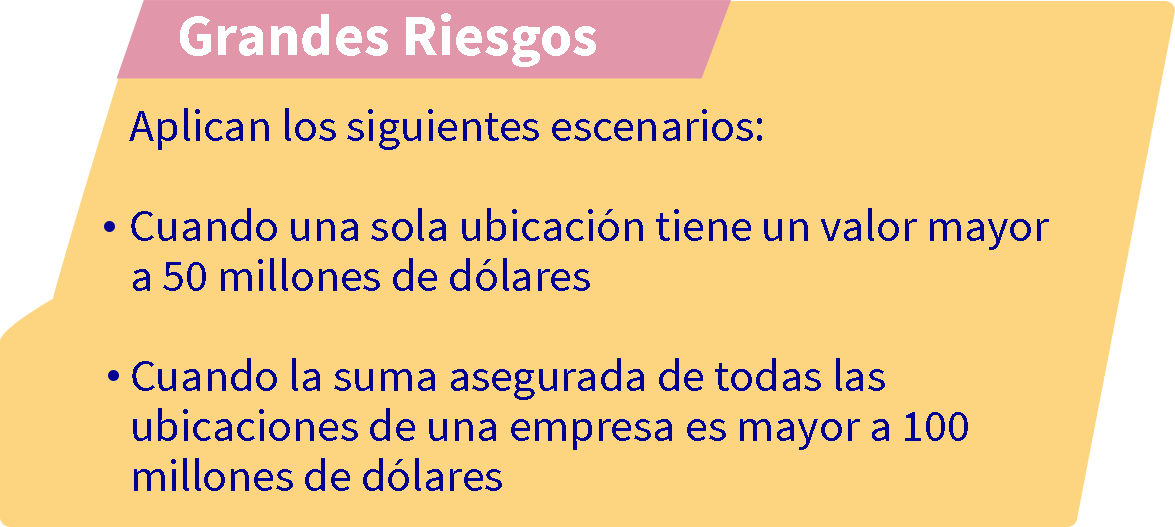 Grandes Riesgos
Aplican los siguientes escenarios:
• Cuando una sola ubicación tiene un valor mayor
a 50 millones de dólares
• Cuando la suma asegurada de todas las
ubicaciones de una empresa es mayor a 100
millones de dólares